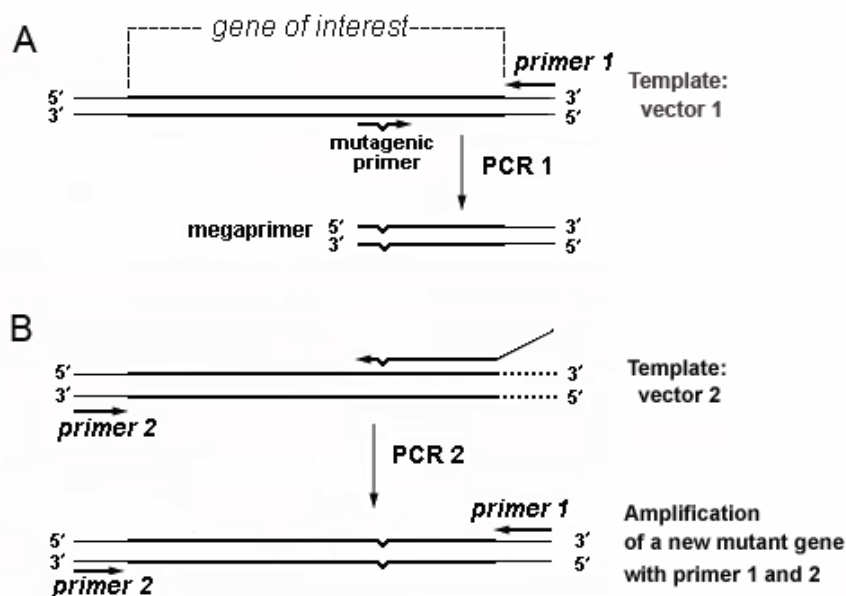 A
gene of interest
primer 1
Template:
vector 1
5′ 3′
3′ 5′
mutagenic
primer
PCR 1
megaprimer 5′ 3′
3′ 5′
B
5′ 3′
3′ 5′
Template:
vector 2
primer 2
PCR 2
primer 1
5′ 3′
3′ 5′
primer 2
Amplification
of a new mutant gene
with primer 1 and 2